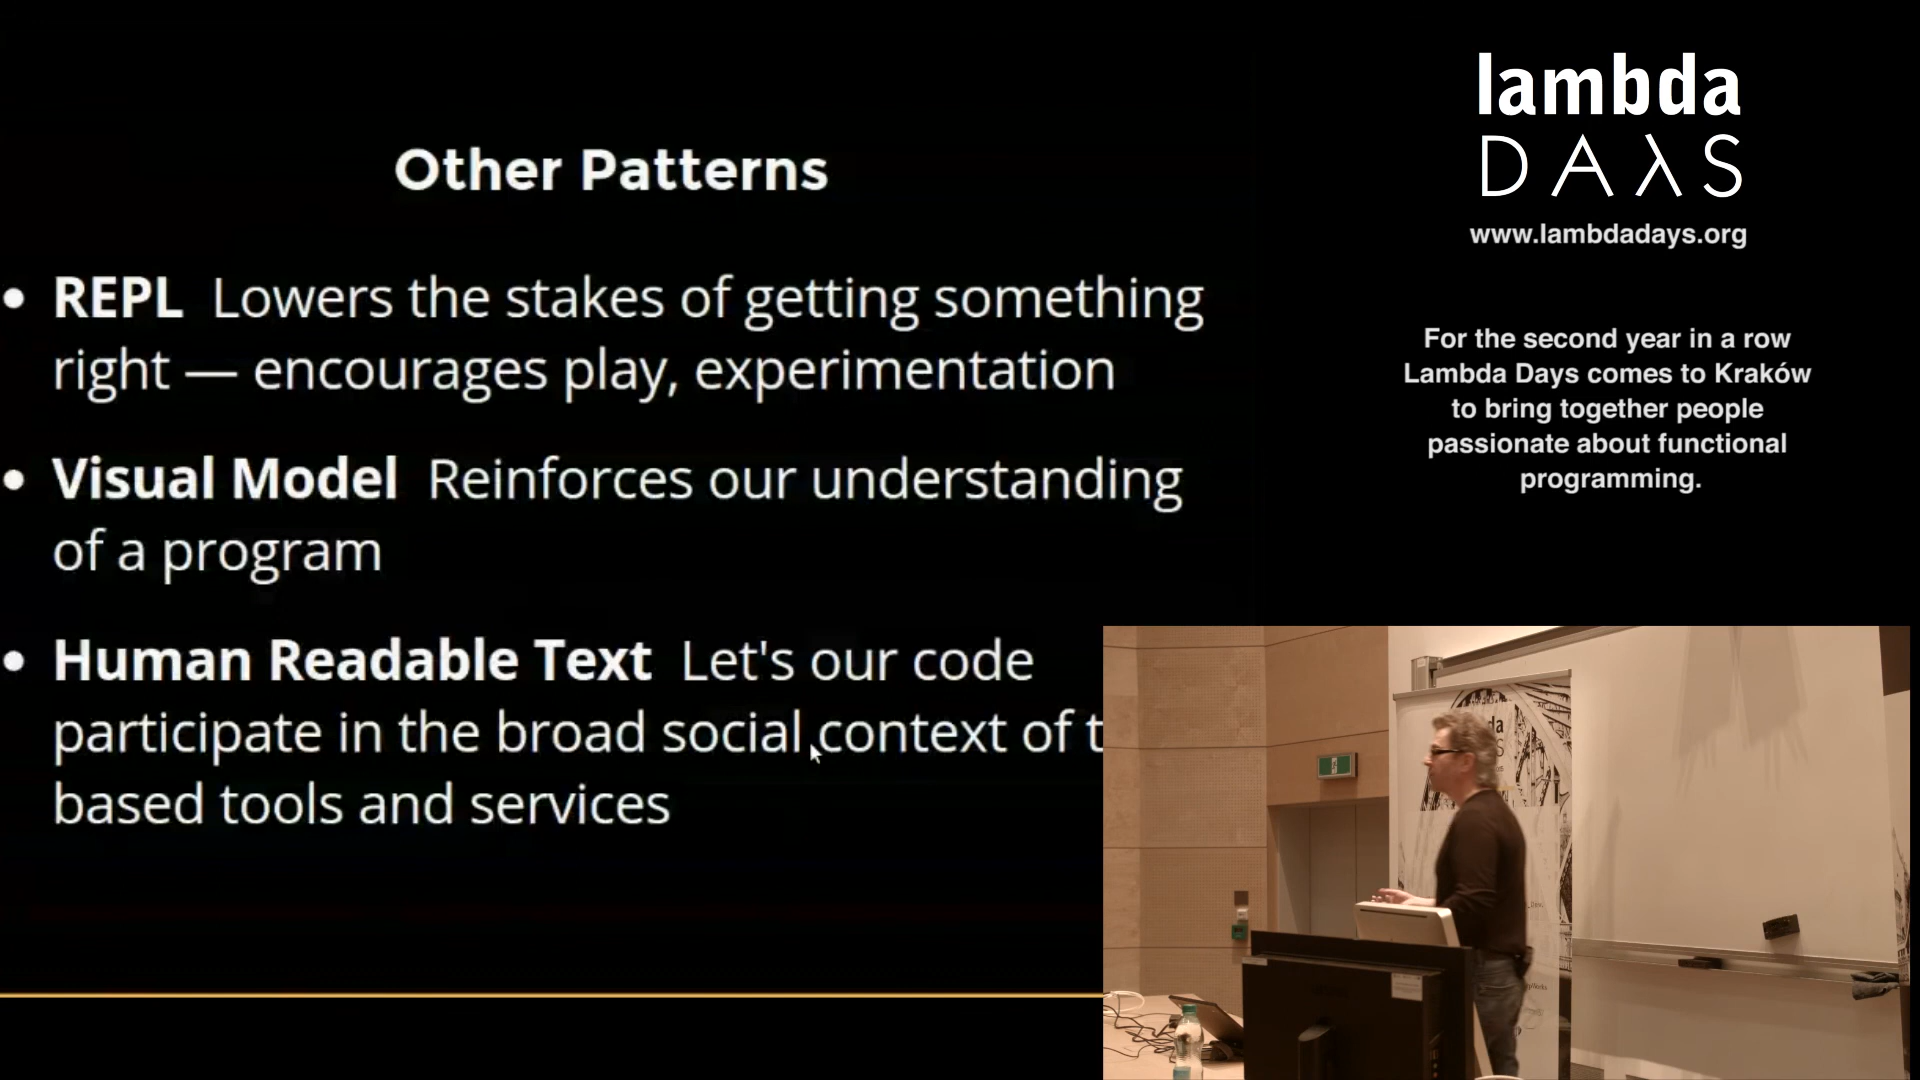 Other Patterns
• REPL Lowers the stakes of getting something
right — encourages play, experimentation
• Visual Model Reinforces our understanding
of a program
• Human Readable Text Let's our code
participate in the broad social context of t
based tools and services
lambda
DAλS
www.lambdadays.org
For the second year in a row
Lambda Days comes to Kraków
to bring together people
passionate about functional
programming.